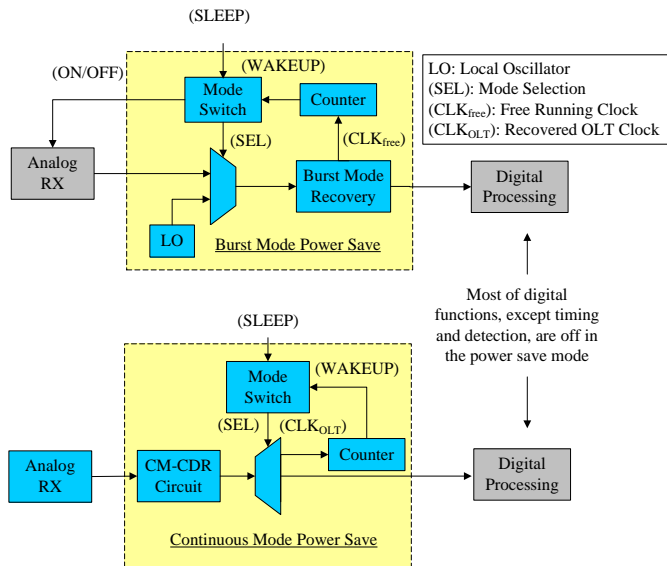 (SLEEP)
(ON/OFF)
(WAKEUP)
Mode
Switch
Counter
LO: Local Oscillator
(SEL): Mode Selection
(CLKfree): Free Running Clock
(CLKOLT): Recovered OLT Clock
(SEL)
(CLKfree)
Analog
RX
Burst Mode
Recovery
Digital
Processing
LO
Burst Mode Power Save
Most of digital
functions, except timing
and detection, are off in
the power save mode
(SLEEP)
(WAKEUP)
Mode
Switch
(SEL)
(CLKOLT)
Analog
RX
CM-CDR
Circuit
Counter
Digital
Processing
Continuous Mode Power Save